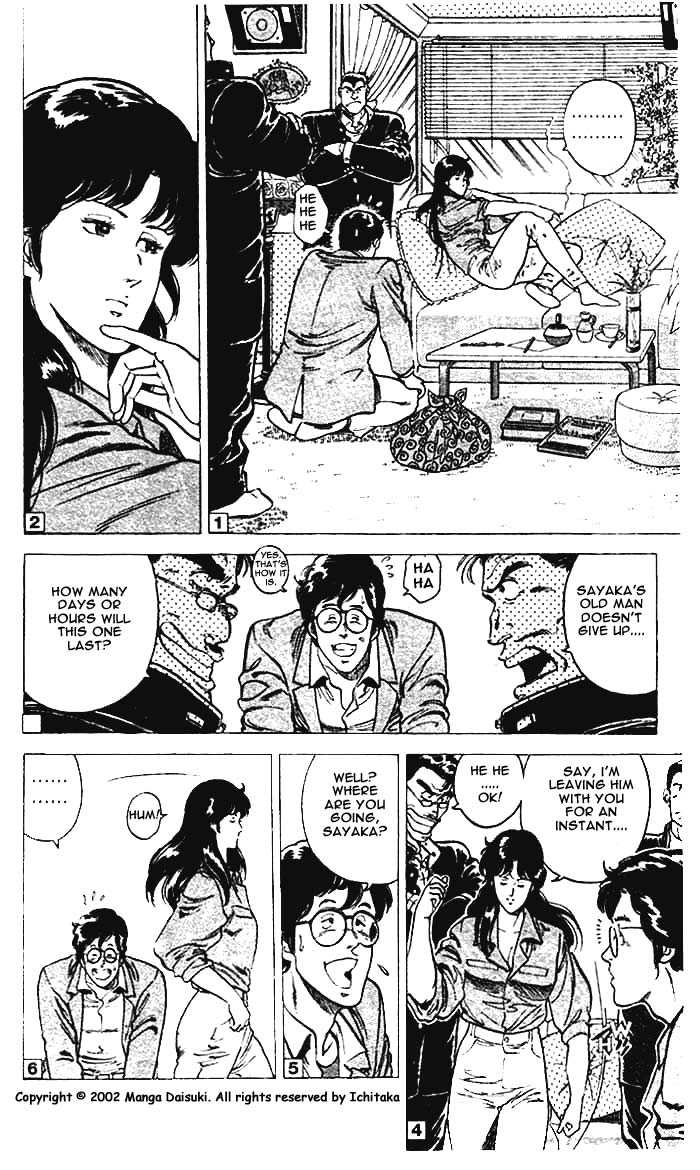 .........
.........
HE
HE
HE
1
2
SAYAKA'S
OLD MAN
DOESN'T
GIVE UP....
HA
HA
YES,
THAT'S
HOW IT
IS.
HOW MANY
DAYS OR
HOURS WILL
THIS ONE
LAST?
SAY, I'M
LEAVING HIM
WITH YOU
FOR AN
INSTANT....
HE HE
.....
OK!
4
WELL?
WHERE
ARE YOU
GOING,
SAYAKA?
5
HUM!
......
......
6
Copyright © 2002 Manga Daisuki. All rights reserved by Ichitaka